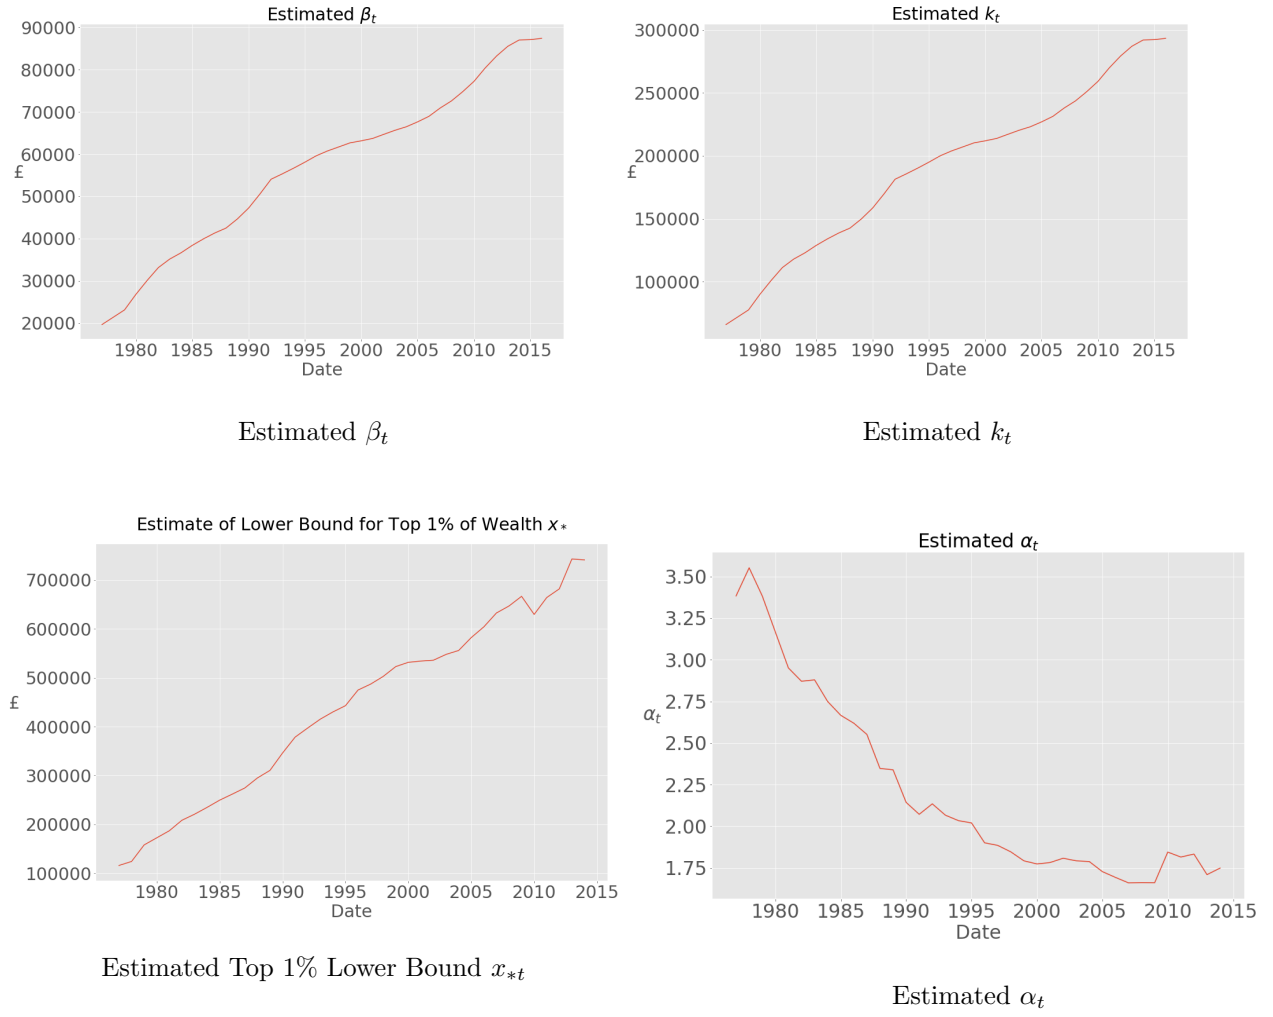 Estimated βt
90000
80000
70000
60000
£
50000
40000
30000
20000
1980 1985 1990 1995 2000 2005 2010 2015
Date
Estimated βt
Estimated kt
300000
250000
200000
£
150000
100000
1980 1985 1990 1995 2000 2005 2010 2015
Date
Estimated kt
Estimate of Lower Bound for Top 1% of Wealth x*
700000
600000
500000
£
400000
300000
200000
100000
1980 1985 1990 1995 2000 2005 2010 2015
Date
Estimated Top 1% Lower Bound x*t
Estimated αt
3.50
3.25
3.00
2.75
αt
2.50
2.25
2.00
1.75
1980 1985 1990 1995 2000 2005 2010 2015
Date
Estimated αt